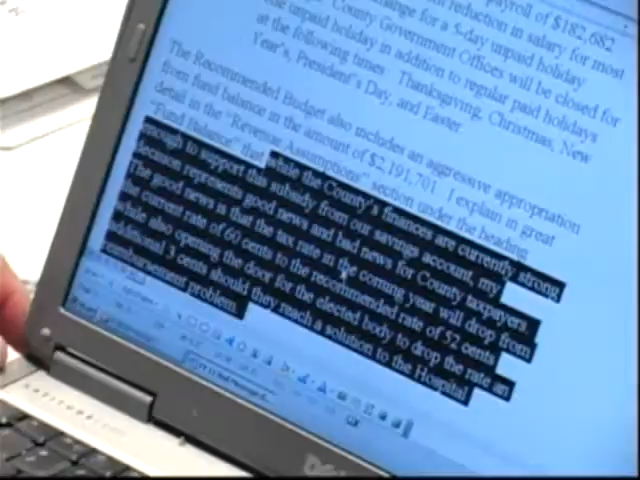 payroll of $182,682
reduction in salary for most
change for a 5-day unpaid holiday
County Government Offices will be closed for
unpaid holiday in addition to regular paid holidays
at the following times Thanksgiving, Christmas, New
Year's, President's Day, and Easter
The Recommended Budget also includes an aggressive appropriation
from fund balance in the amount of $2,191,701 I explain in great
detail in the "Revenue Assumptions" section under the heading
"Fund Balance" that while the County's finances are currently strong
enough to support this subsidy from our savings account, my
decision represents good news and bad news for County taxpayers.
The good news is that the tax rate in the coming year will drop from
the current rate of 60 cents to the recommended rate of 52 cents
while also opening the door for the elected body to drop the rate an
additional 3 cents should they reach a solution to the Hospital
reimbursement problem.
DELL